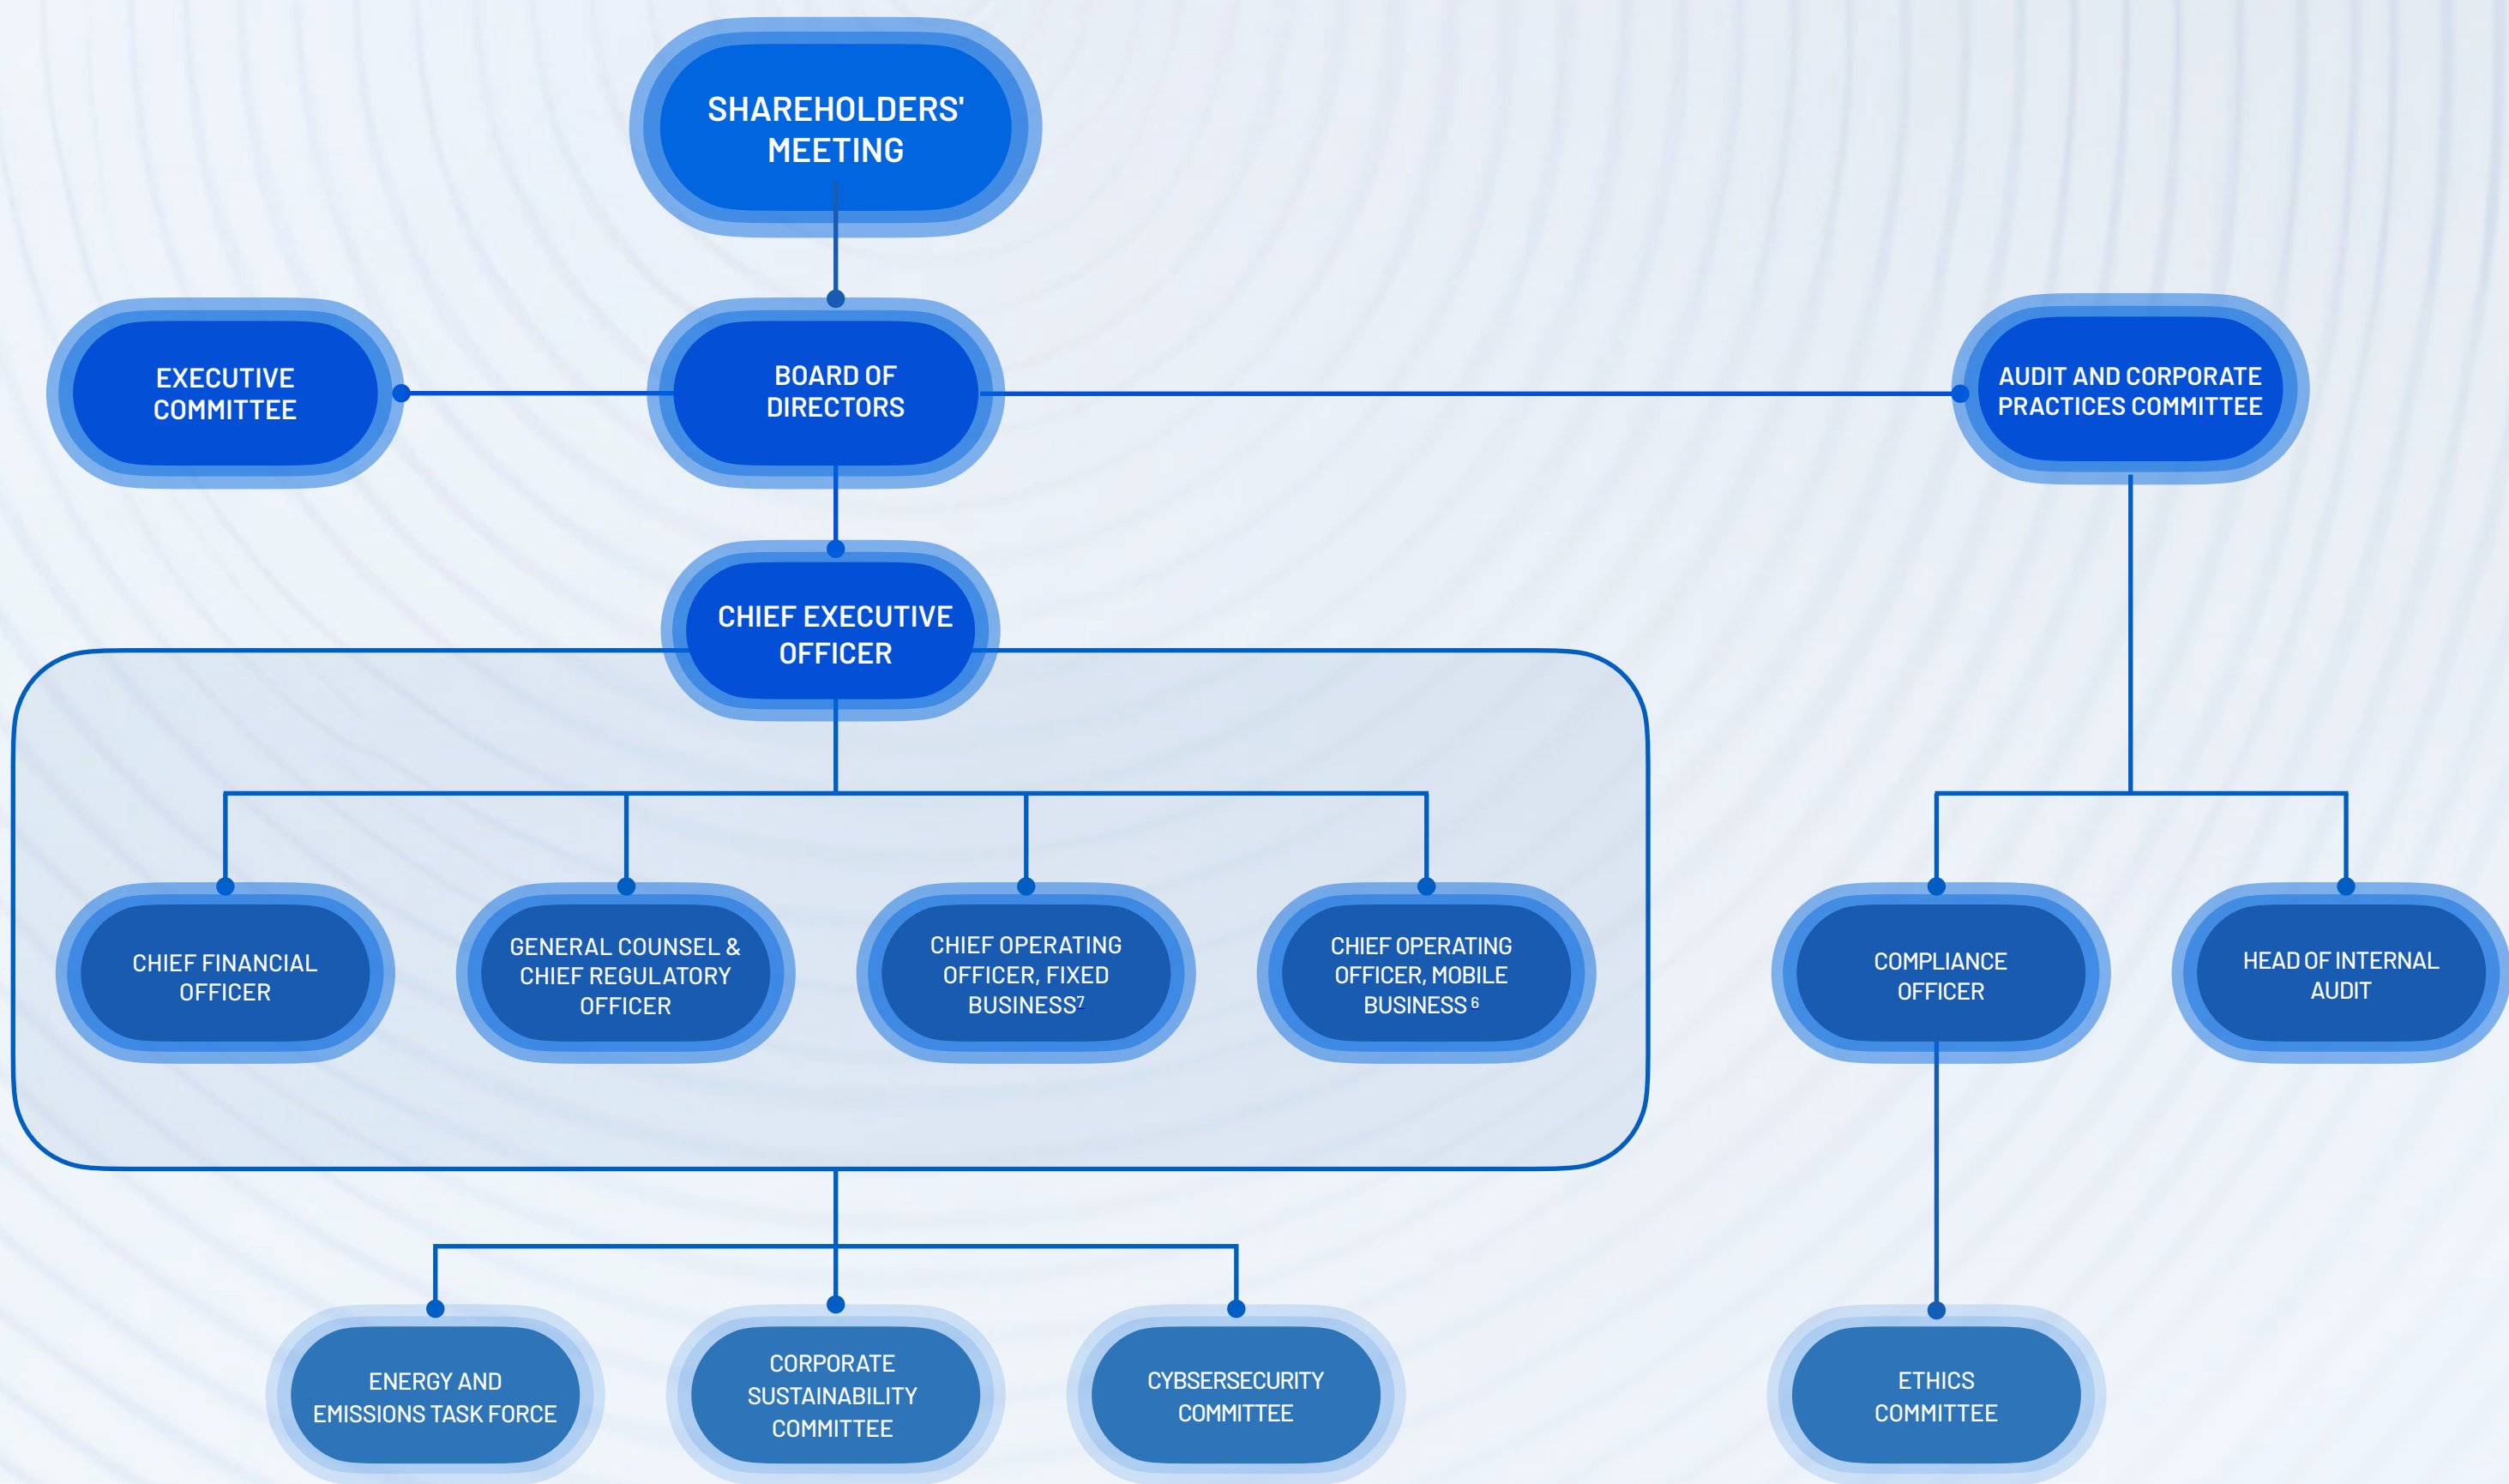 SHAREHOLDERS'
MEETING
EXECUTIVE
COMMITTEE
BOARD OF
DIRECTORS
AUDIT AND CORPORATE
PRACTICES COMMITTEE
CHIEF EXECUTIVE
OFFICER
CHIEF FINANCIAL
OFFICER
GENERAL COUNSEL &
CHIEF REGULATORY
OFFICER
CHIEF OPERATING
OFFICER, FIXED
BUSINESS7
CHIEF OPERATING
OFFICER, MOBILE
BUSINESS 6
COMPLIANCE
OFFICER
HEAD OF INTERNAL
AUDIT
ENERGY AND
EMISSIONS TASK FORCE
CORPORATE
SUSTAINABILITY
COMMITTEE
CYBSERSECURITY
COMMITTEE
ETHICS
COMMITTEE